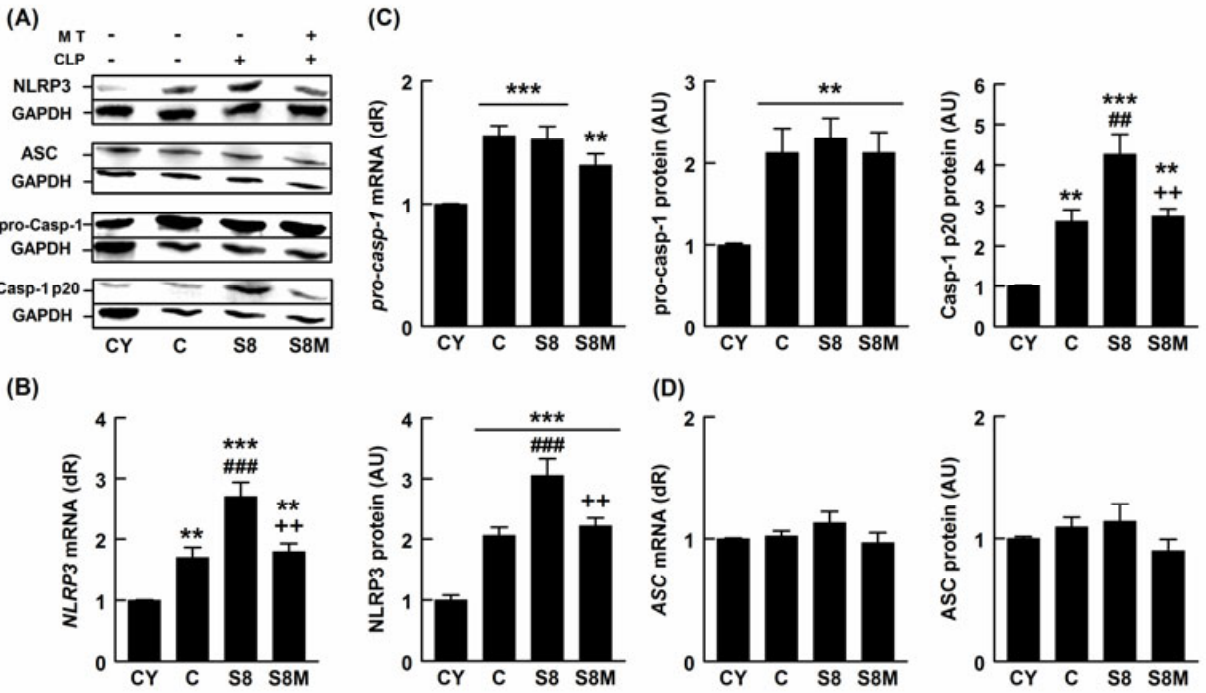 (A)
M T - - - +
CLP - - + +
NLRP3
GAPDH
ASC
GAPDH
pro-Casp-1
GAPDH
Casp-1 p20
GAPDH
CY C S8 S8M
(C)
pro-casp-1 mRNA (dR)
2
1
0
***
**
CY C S8 S8M
pro-casp-1 protein (AU)
3
2
1
0
**
CY C S8 S8M
Casp-1 p20 protein (AU)
6
5
4
3
2
1
0
**
***
##
**
++
CY C S8 S8M
(B)
NLRP3 mRNA (dR)
4
3
2
1
0
**
***
###
**
++
CY C S8 S8M
NLRP3 protein (AU)
4
3
2
1
0
***
###
++
CY C S8 S8M
(D)
ASC mRNA (dR)
2
1
0
CY C S8 S8M
ASC protein (AU)
2
1
0
CY C S8 S8M